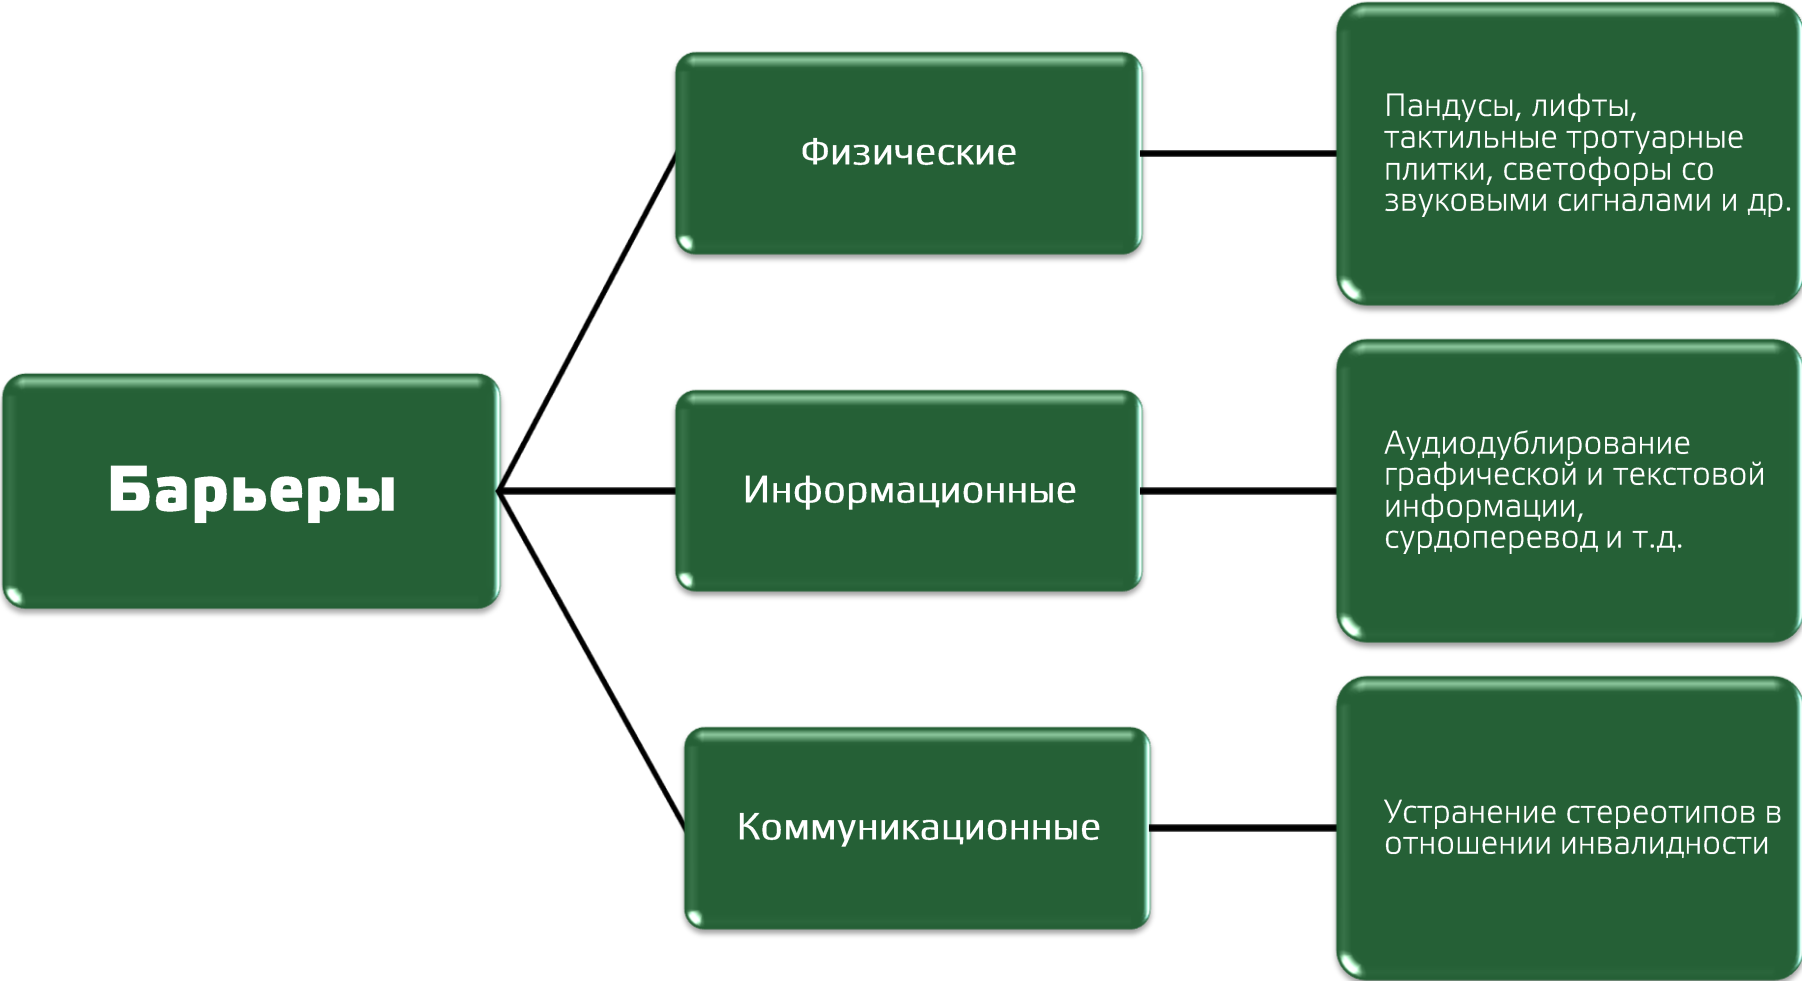 Барьеры
Физические
Пандусы, лифты,
тактильные тротуарные
плитки, светофоры со
звуковыми сигналами и др.
Информационные
Аудиодублирование
графической и текстовой
информации,
сурдоперевод и т.д.
Коммуникационные
Устранение стереотипов в
отношении инвалидности